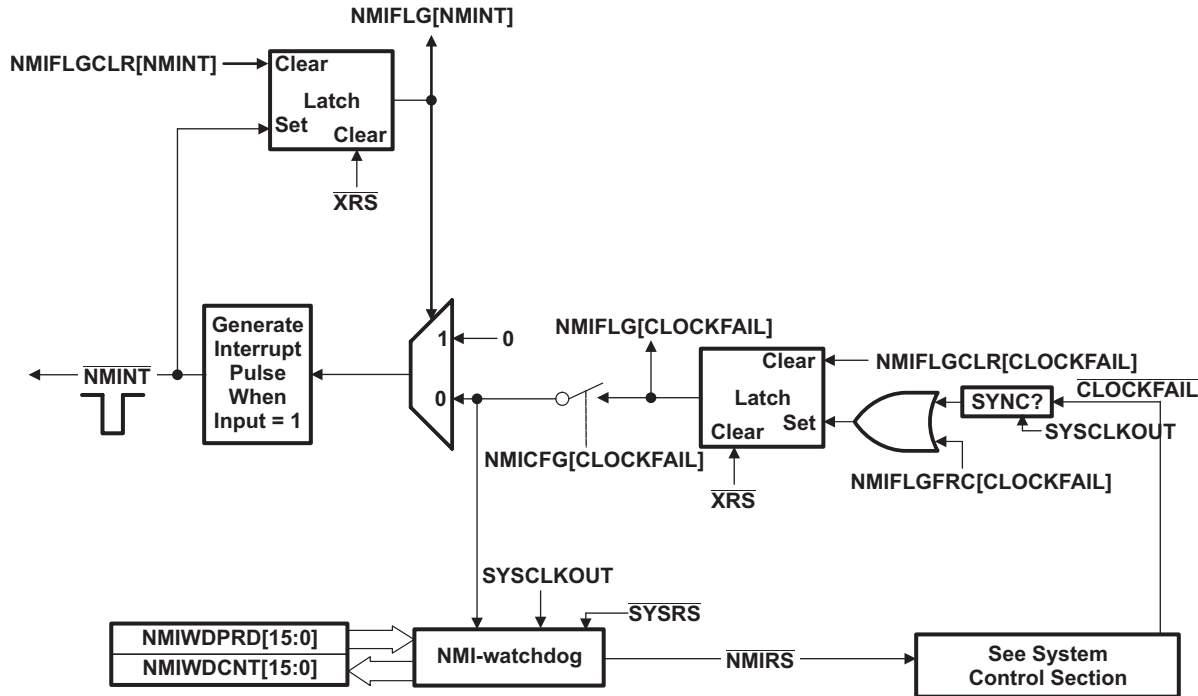 NMIFLG[NMINT]
NMIFLGCLR[NMINT]
Clear
Latch
Set
Clear
XRS
Generate
Interrupt
Pulse
When
Input = 1
NMINT
1
0
0
NMIFLG[CLOCKFAIL]
NMICFG[CLOCKFAIL]
Clear
Latch
Clear
Set
XRS
NMIFLGCLR[CLOCKFAIL]
CLOCKFAIL
SYNC?
SYSCLKOUT
NMIFLGFRC[CLOCKFAIL]
SYSCLKOUT
SYSRS
NMIWDPRD[15:0]
NMIWDCNT[15:0]
NMI-watchdog
NMIRS
See System
Control Section